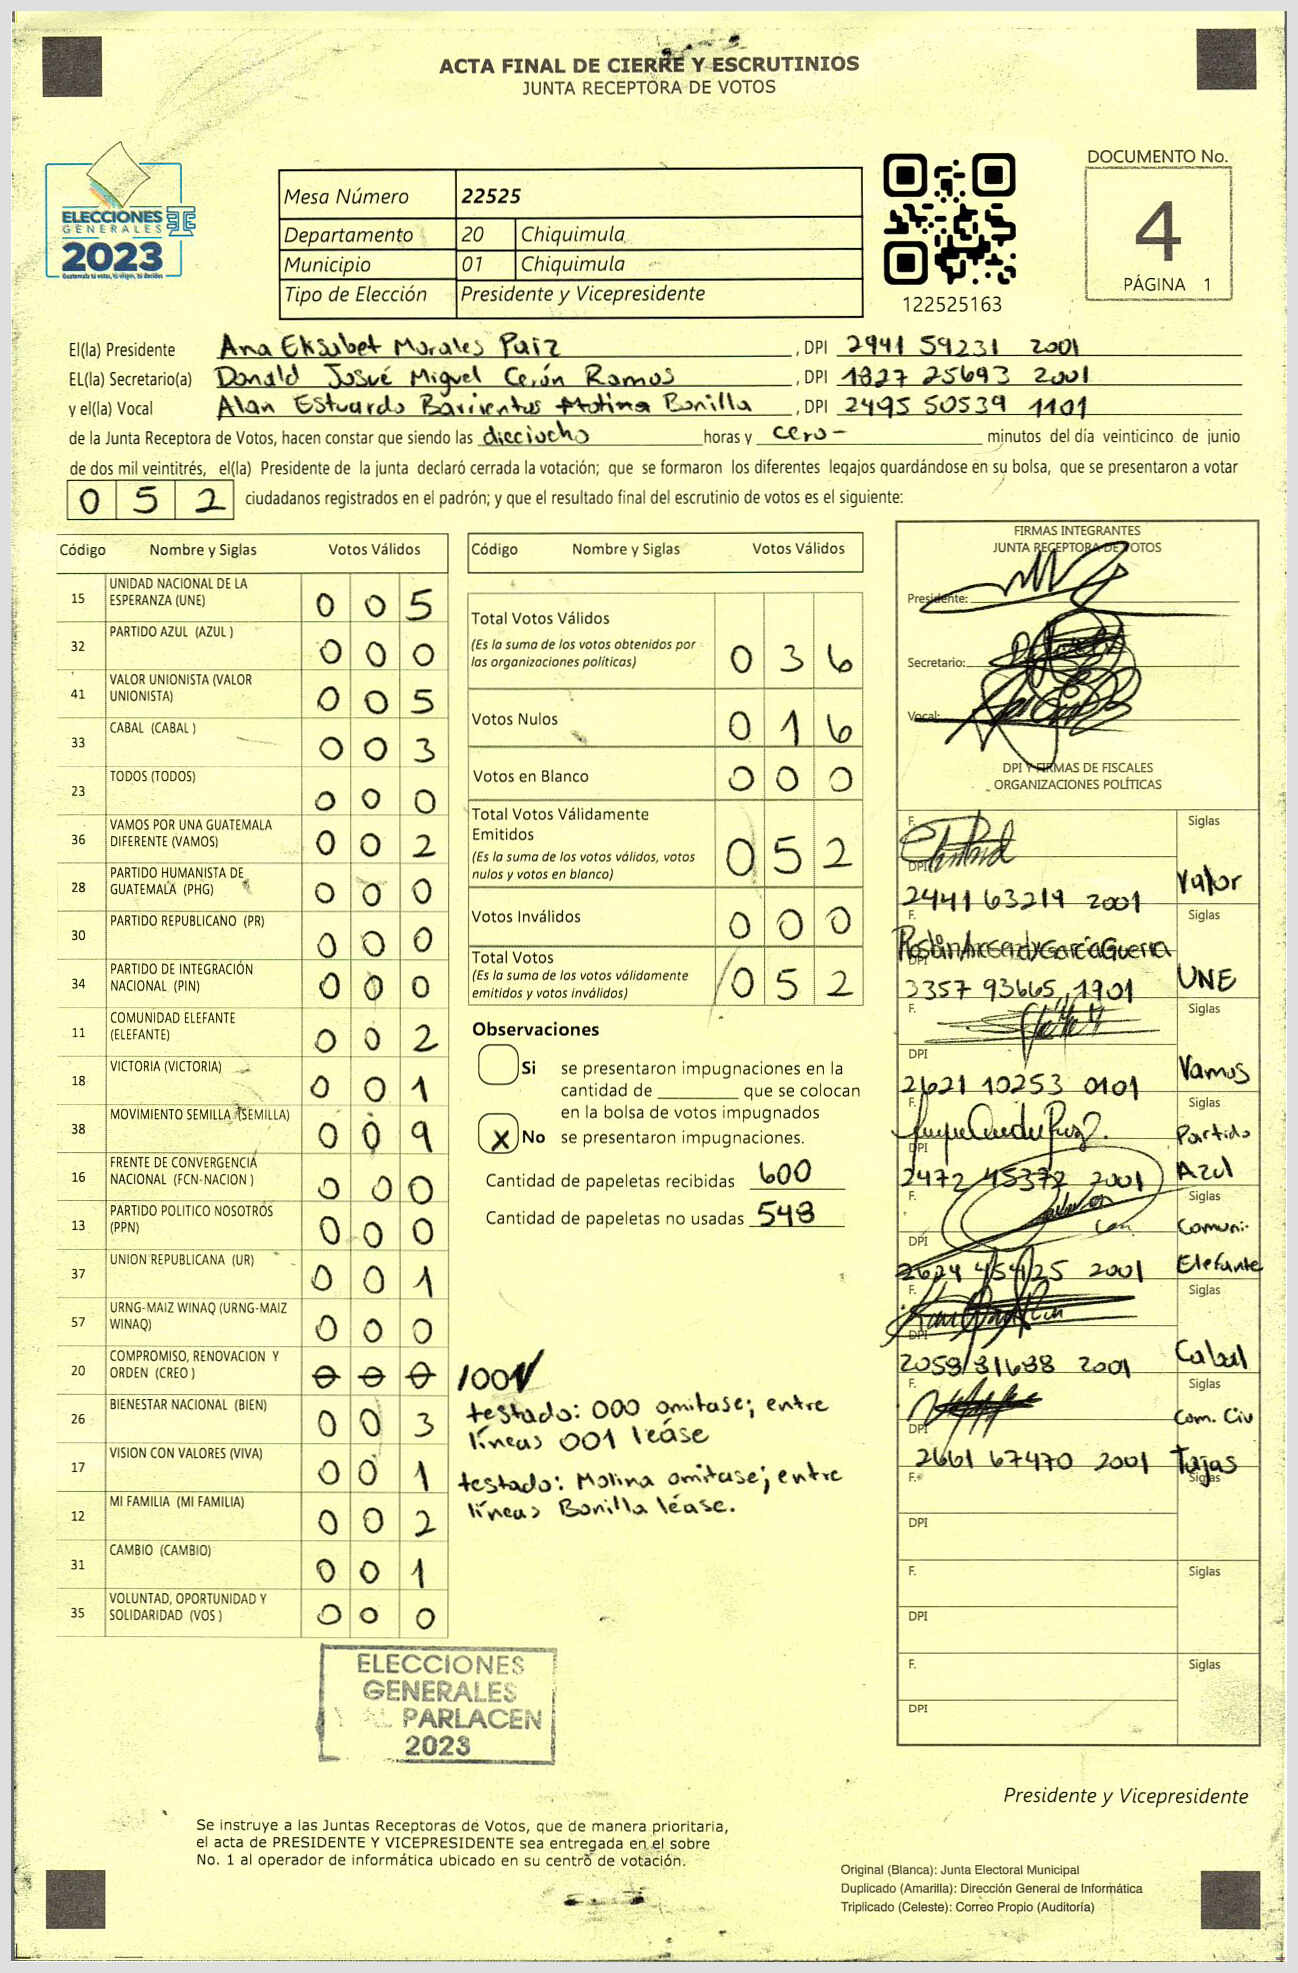 ACTA FINAL DE CIERRE Y ESCRUTINIOS
JUNTA RECEPTORA DE VOTOS
ELECCIONES
GENERALES
2023
Mesa Número 22525
Departamento 20 Chiquimula
Municipio 01 Chiquimula
Tipo de Elección Presidente y Vicepresidente
122525163
DOCUMENTO No.
4
PÁGINA 1
El(la) Presidente Ana Elisabet Morales Paiz, DPI 2941 59231 2001
EL(la) Secretario(a) Donald Josué Miguel Cerón Ramos, DPI 1827 25693 2001
y el(la) Vocal Alan Estuardo Barrientos Molina Bonilla, DPI 2495 50539 1101
de la Junta Receptora de Votos, hacen constar que siendo las dieciocho horas y cero- minutos del día veinticinco de junio
de dos mil veintitrés, el(la) Presidente de la junta declaró cerrada la votación; que se formaron los diferentes legajos guardándose en su bolsa, que se presentaron a votar
0 5 2 ciudadanos registrados en el padrón; y que el resultado final del escrutinio de votos es el siguiente:
Código Nombre y Siglas Votos Válidos
15 UNIDAD NACIONAL DE LA ESPERANZA (UNE) 0 0 5
32 PARTIDO AZUL (AZUL ) 0 0 0
41 VALOR UNIONISTA (VALOR UNIONISTA) 0 0 5
33 CABAL (CABAL ) 0 0 3
23 TODOS (TODOS) 0 0 0
36 VAMOS POR UNA GUATEMALA DIFERENTE (VAMOS) 0 0 2
28 PARTIDO HUMANISTA DE GUATEMALA (PHG) 0 0 0
30 PARTIDO REPUBLICANO (PR) 0 0 0
34 PARTIDO DE INTEGRACIÓN NACIONAL (PIN) 0 0 0
11 COMUNIDAD ELEFANTE (ELEFANTE) 0 0 2
18 VICTORIA (VICTORIA) 0 0 1
38 MOVIMIENTO SEMILLA (SEMILLA) 0 0 9
16 FRENTE DE CONVERGENCIA NACIONAL (FCN-NACION ) 0 0 0
13 PARTIDO POLITICO NOSOTROS (PPN) 0 0 0
37 UNION REPUBLICANA (UR) 0 0 1
57 URNG-MAIZ WINAQ (URNG-MAIZ WINAQ) 0 0 0
20 COMPROMISO, RENOVACION Y ORDEN (CREO ) 0 0 0 /001/
26 BIENESTAR NACIONAL (BIEN) 0 0 3
17 VISION CON VALORES (VIVA) 0 0 1
12 MI FAMILIA (MI FAMILIA) 0 0 2
31 CAMBIO (CAMBIO) 0 0 1
35 VOLUNTAD, OPORTUNIDAD Y SOLIDARIDAD (VOS ) 0 0 0
Código Nombre y Siglas Votos Válidos
Total Votos Válidos 0 3 6
(Es la suma de los votos obtenidos por
las organizaciones políticas)
Votos Nulos 0 1 6
Votos en Blanco 0 0 0
Total Votos Válidamente
Emitidos 0 5 2
(Es la suma de los votos válidos, votos
nulos y votos en blanco)
Votos Inválidos 0 0 0
Total Votos 0 5 2
(Es la suma de los votos válidamente
emitidos y votos inválidos)
Observaciones
Si se presentaron impugnaciones en la
cantidad de ________ que se colocan
en la bolsa de votos impugnados
X No se presentaron impugnaciones.
Cantidad de papeletas recibidas 600
Cantidad de papeletas no usadas 548
testado: 000 omitase; entre
líneas 001 léase
testado: Molina omitase; entre
líneas Bonilla léase.
FIRMAS INTEGRANTES
JUNTA RECEPTORA DE VOTOS
Presidente:
Secretario:
Vocal:
DPI Y FIRMAS DE FISCALES
ORGANIZACIONES POLÍTICAS
F. Siglas
DPI 2441 63219 2001 Valor
F. Siglas
DPI 3357 93665 1901 UNE
F. Siglas
DPI 2621 10253 0101 Vamos
F. Siglas
DPI 2472 45372 2001 Partido Azul
F. Siglas
DPI 2624 45425 2001 Comuni. Elefante
F. Siglas
DPI 2059 31688 2001 Cabal
F. Siglas
DPI 2661 67470 2001 Com. Civ
F. Siglas
DPI
F. Siglas
DPI
F. Siglas
DPI
ELECCIONES
GENERALES
Y AL PARLACEN
2023
Presidente y Vicepresidente
Se instruye a las Juntas Receptoras de Votos, que de manera prioritaria,
el acta de PRESIDENTE Y VICEPRESIDENTE sea entregada en el sobre
No. 1 al operador de informática ubicado en su centro de votación.
Original (Blanca): Junta Electoral Municipal
Duplicado (Amarilla): Dirección General de Informática
Triplicado (Celeste): Correo Propio (Auditoría)